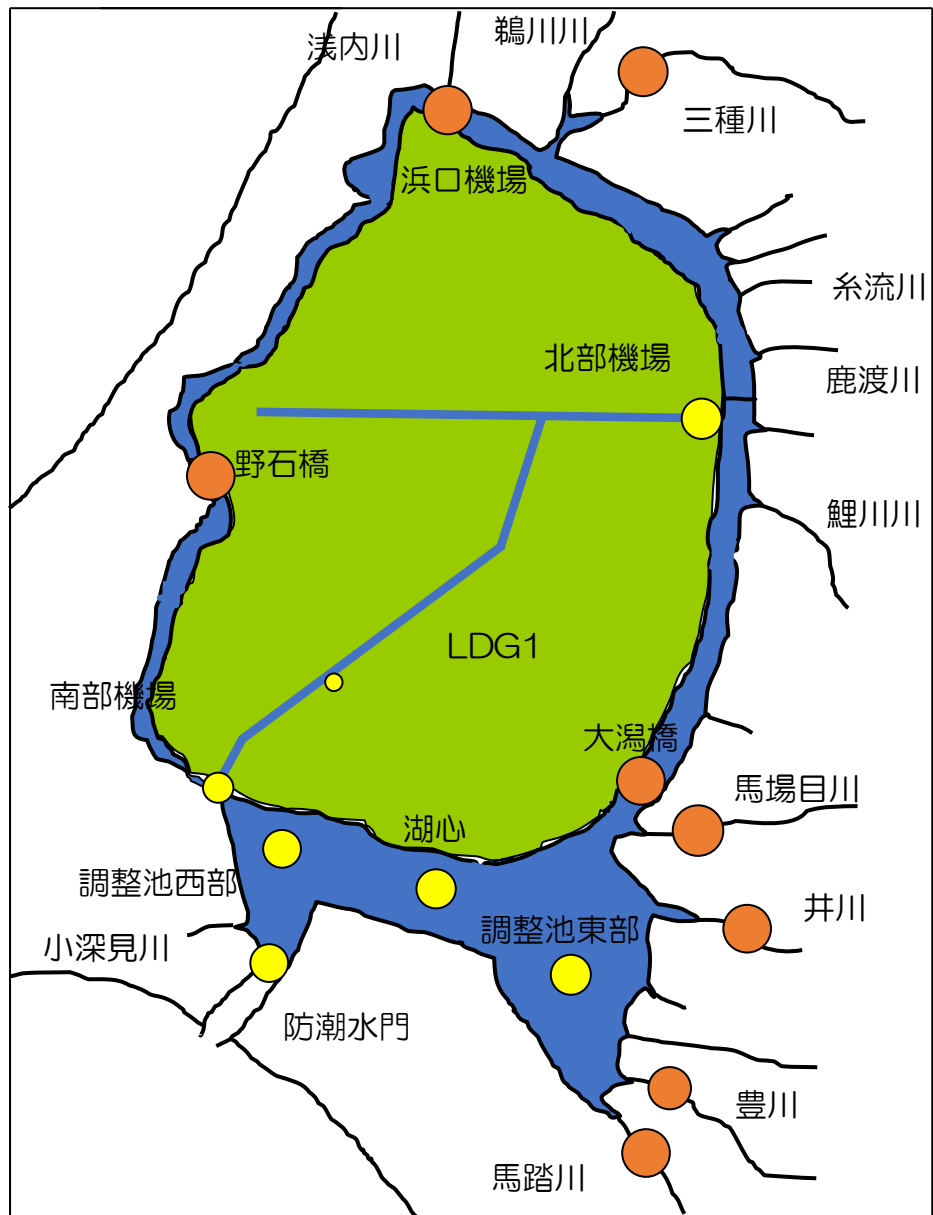 鵜川川
浅内川
三種川
浜口機場
糸流川
北部機場
鹿渡川
野石橋
鯉川川
LDG1
南部機場
大潟橋
馬場目川
湖心
調整池西部
井川
調整池東部
小深見川
防潮水門
豊川
馬踏川